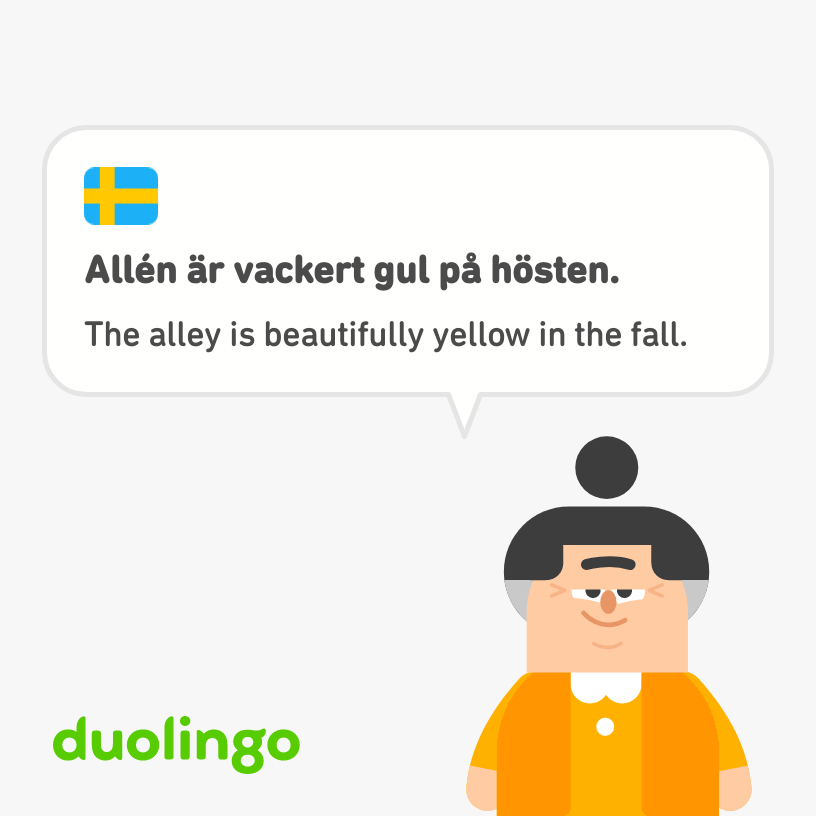 Allén är vackert gul på hösten.
The alley is beautifully yellow in the fall.
duolingo